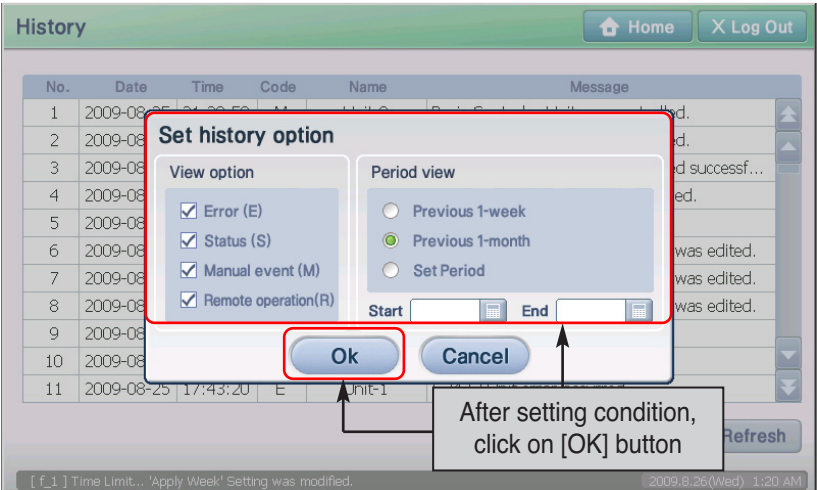 History
Home
X Log Out
No. Date Time Code Name Message
1 2009-08-25
2 2009-08
3 2009-08 d successf...
4 2009-08 ed.
5 2009-08
6 2009-08 was edited.
7 2009-08 was edited.
8 2009-08 was edited.
9 2009-08
10 2009-08
11 2009-08-25 17:43:20 E Unit-1
Set history option
View option
Error (E)
Status (S)
Manual event (M)
Remote operation(R)
Period view
Previous 1-week
Previous 1-month
Set Period
Start End
Ok Cancel
After setting condition,
click on [OK] button
Refresh
[ f_1 ] Time Limit... 'Apply Week' Setting was modified. 2009.8.26(Wed) 1:20 AM